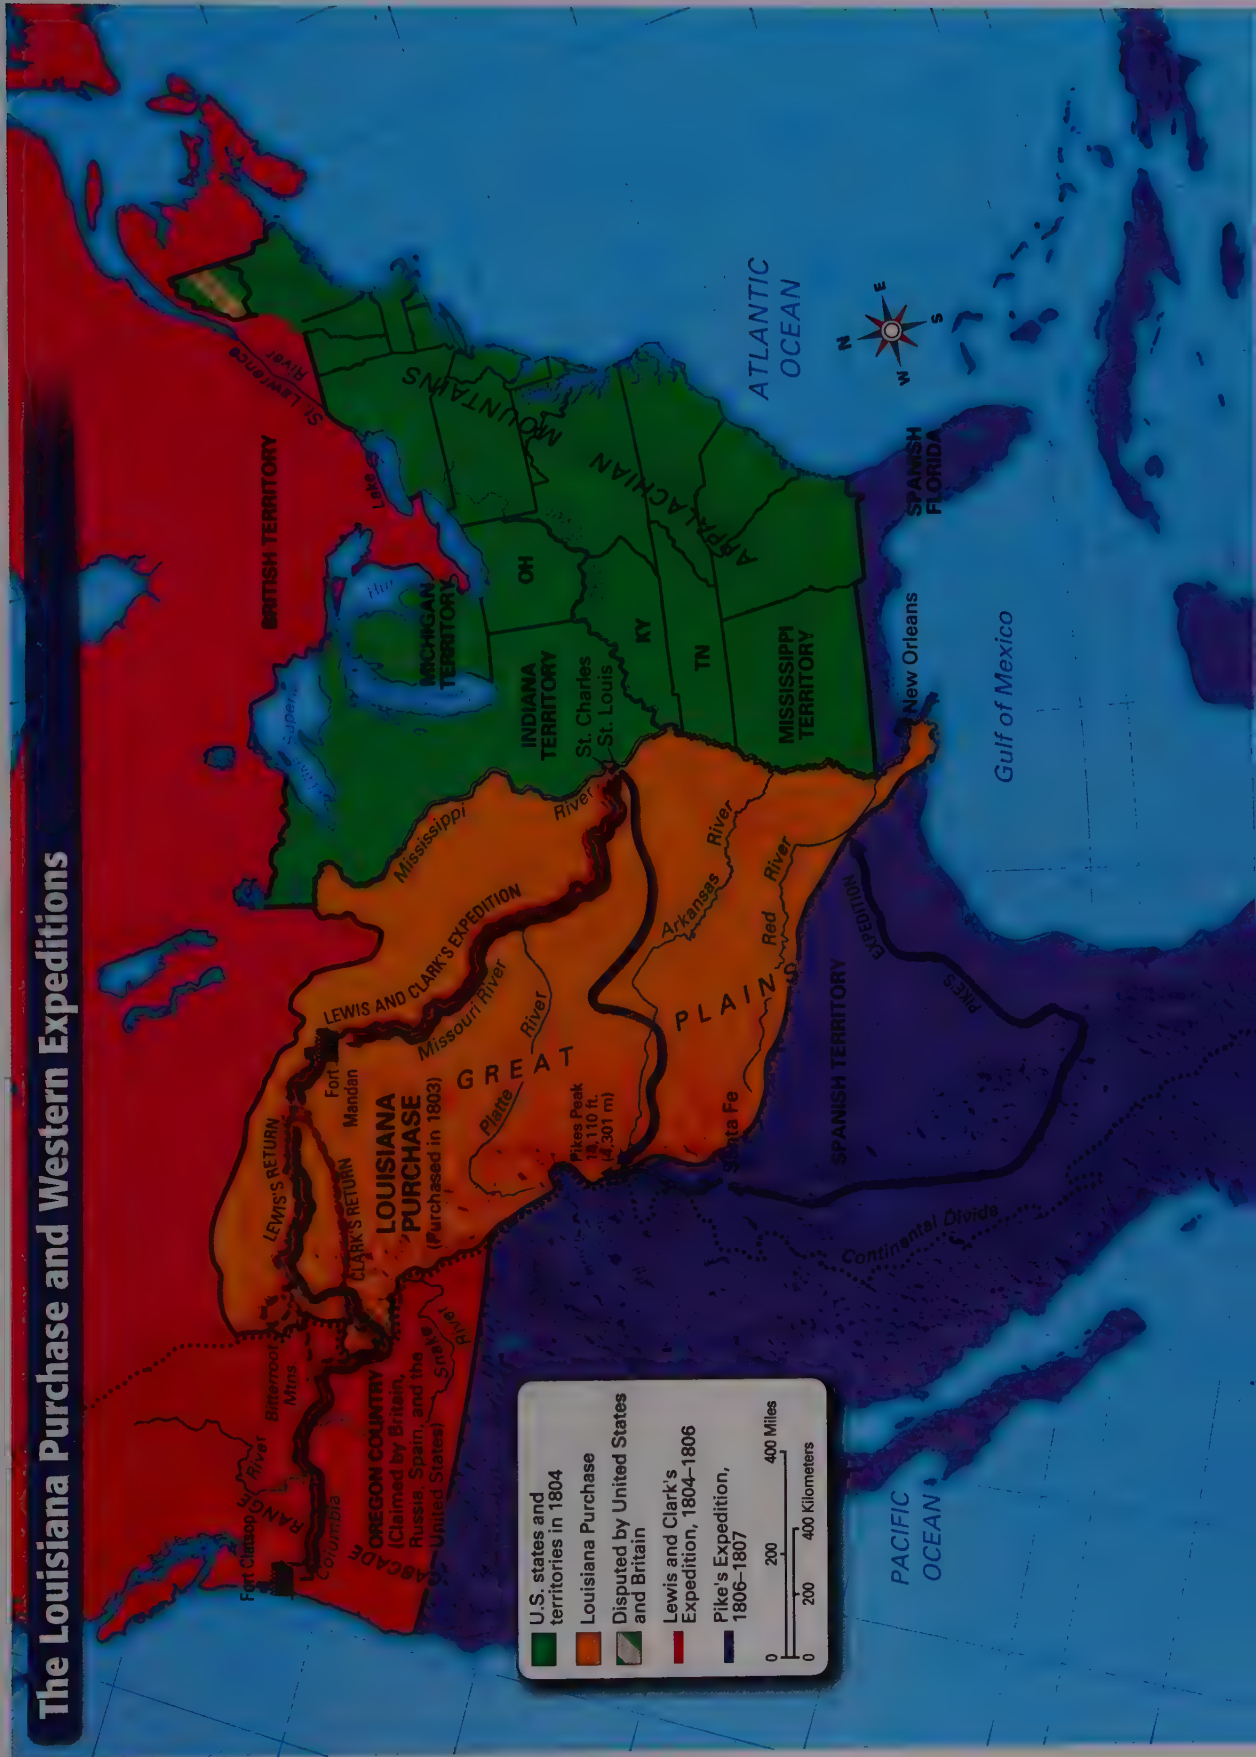 The Louisiana Purchase and Western Expeditions
BRITISH TERRITORY
St. Lawrence
River
Lake
Superior
Hur
MICHIGAN
TERRITORY
Fort Clatsop
RANGE
CASCADE
Columbia
River
Bitterroot
Mtns
OREGON COUNTRY
(Claimed by Britain,
Russia, Spain, and the
United States)
Snake
River
LEWIS'S RETURN
CLARK'S RETURN
Fort
Mandan
LEWIS AND CLARK'S EXPEDITION
Missouri River
Mississippi
River
LOUISIANA
PURCHASE
(Purchased in 1803)
GREAT
PLAINS
Platte
River
INDIANA
TERRITORY
St. Charles
St. Louis
OH
KY
TN
APPALACHIAN
MOUNTAINS
Pikes Peak
(4,301 m)
Arkansas
River
Red
River
Santa Fe
MISSISSIPPI
TERRITORY
ATLANTIC
OCEAN
N
E
S
W
SPANISH TERRITORY
PIKE'S
EXPEDITION
Continental Divide
New Orleans
SPANISH
FLORIDA
Gulf of Mexico
PACIFIC
OCEAN
U.S. states and
territories in 1804
Louisiana Purchase
Disputed by United States
and Britain
Lewis and Clark's
Expedition, 1804–1806
Pike's Expedition,
1806–1807
0 200 400 Miles
0 200 400 Kilometers